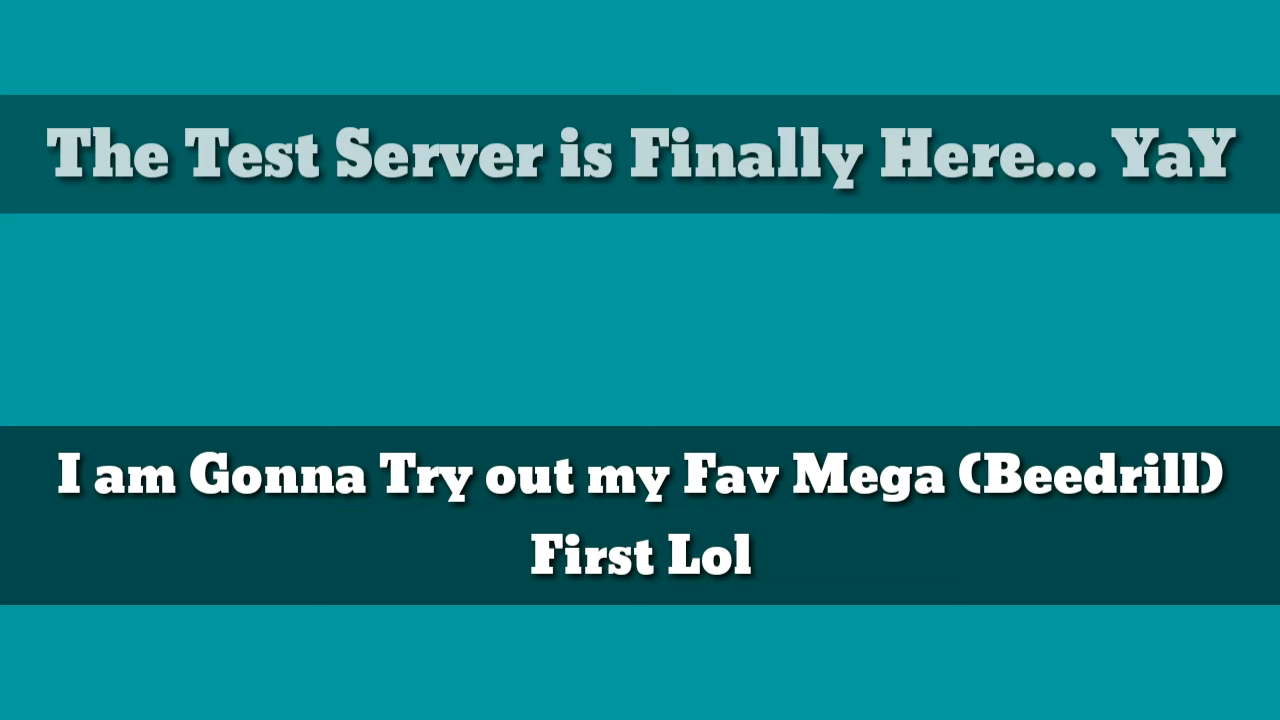 The Test Server is Finally Here... YaY
I am Gonna Try out my Fav Mega (Beedrill)
First Lol